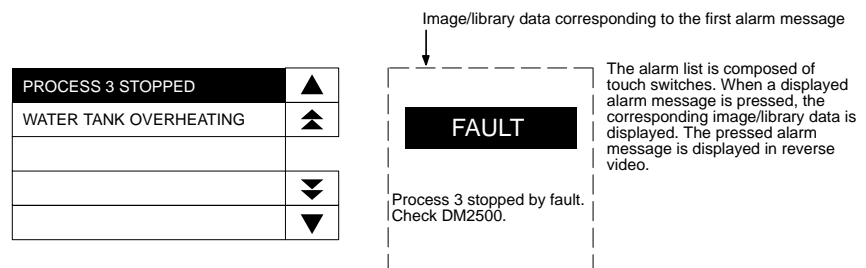 Image/library data corresponding to the first alarm message
PROCESS 3 STOPPED
WATER TANK OVERHEATING
FAULT
Process 3 stopped by fault.
Check DM2500.
The alarm list is composed of
touch switches. When a displayed
alarm message is pressed, the
corresponding image/library data is
displayed. The pressed alarm
message is displayed in reverse
video.